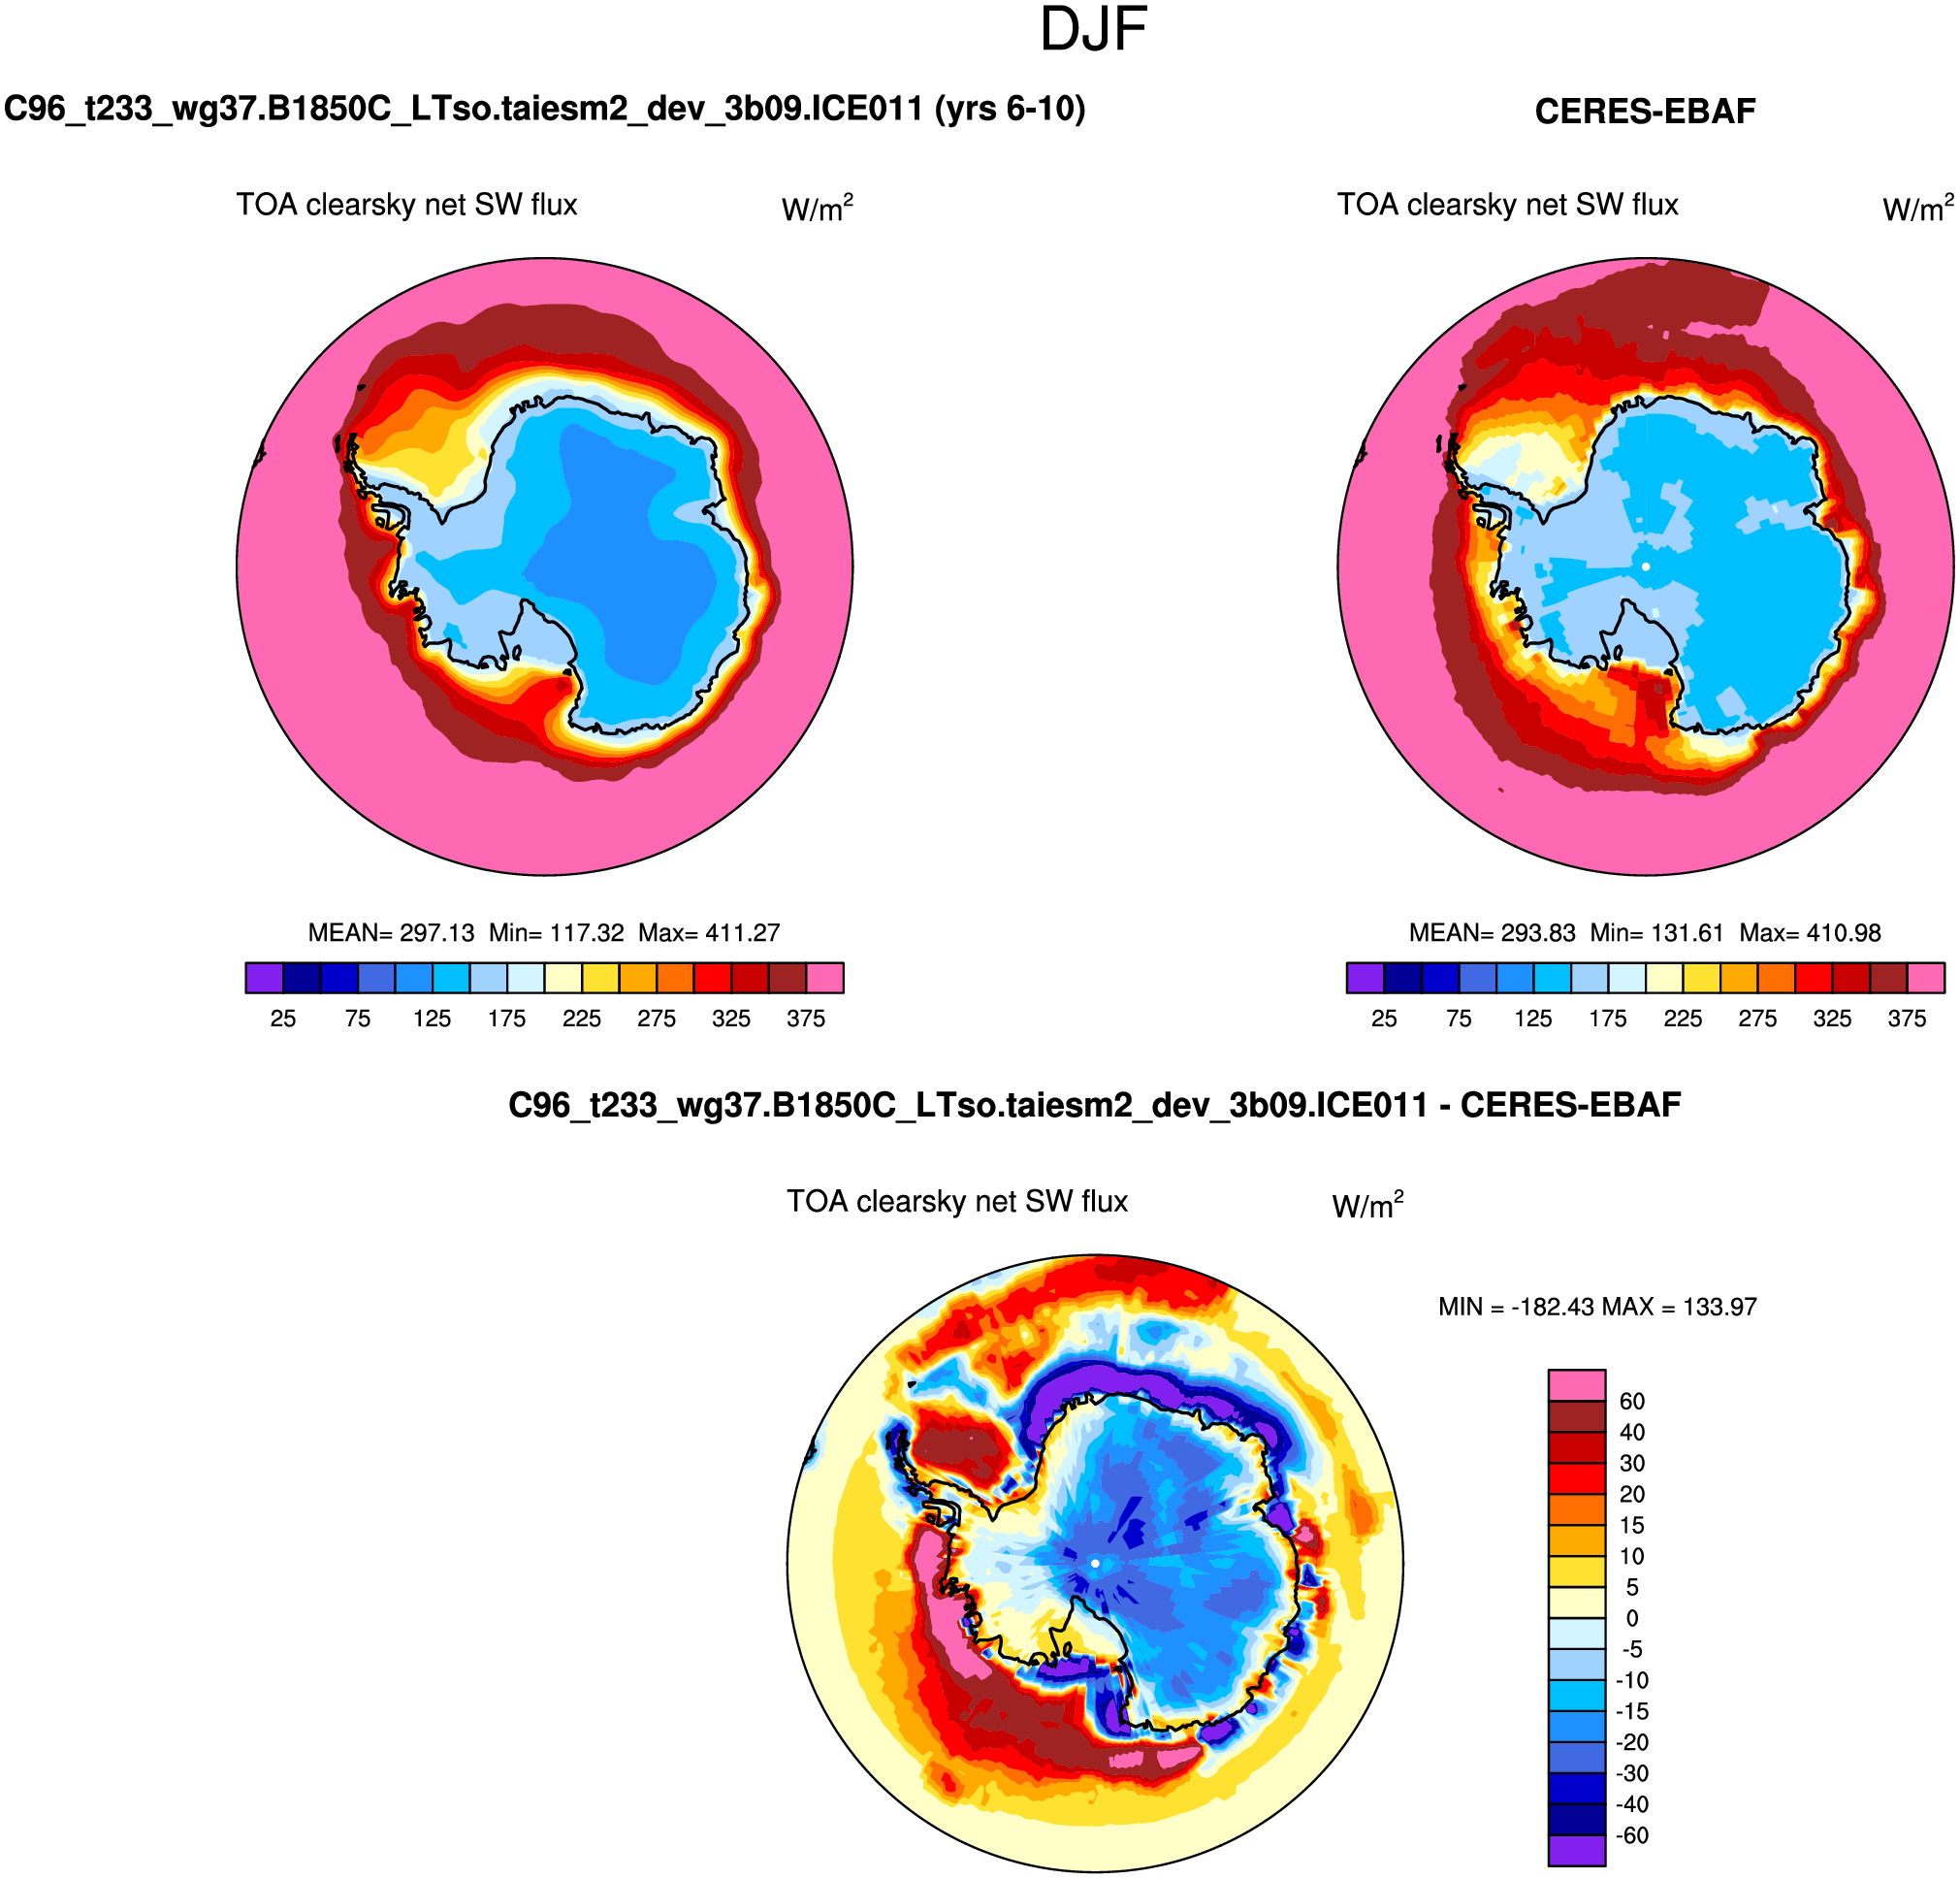 DJF
C96_t233_wg37.B1850C_LTso.taiesm2_dev_3b09.ICE011 (yrs 6-10)
CERES-EBAF
TOA clearsky net SW flux W/m²
TOA clearsky net SW flux W/m²
MEAN= 297.13 Min= 117.32 Max= 411.27
MEAN= 293.83 Min= 131.61 Max= 410.98
25 75 125 175 225 275 325 375
25 75 125 175 225 275 325 375
C96_t233_wg37.B1850C_LTso.taiesm2_dev_3b09.ICE011 - CERES-EBAF
TOA clearsky net SW flux W/m²
MIN = -182.43 MAX = 133.97
60
40
30
20
15
10
5
0
-5
-10
-15
-20
-30
-40
-60